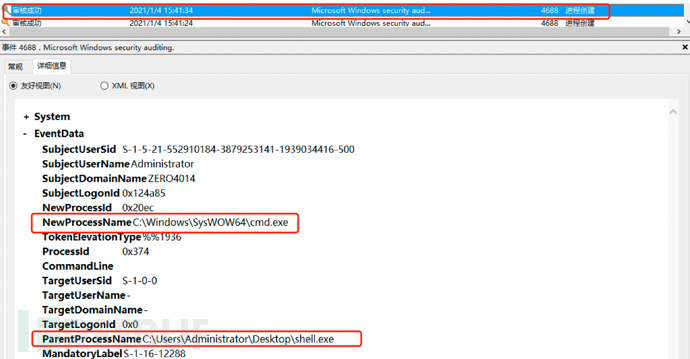 审核成功 2021/1/4 15:41:34 Microsoft Windows security aud... 4688 进程创建
审核成功 2021/1/4 15:41:24 Microsoft Windows security aud... 4688 进程创建
事件 4688，Microsoft Windows security auditing.
常规 详细信息
友好视图(N) XML 视图(X)
+ System
- EventData
SubjectUserSid S-1-5-21-552910184-3879253141-1939034416-500
SubjectUserName Administrator
SubjectDomainName ZERO4014
SubjectLogonId 0x124a85
NewProcessId 0x20ec
NewProcessName C:\Windows\SysWOW64\cmd.exe
TokenElevationType %%1936
ProcessId 0x374
CommandLine
TargetUserSid S-1-0-0
TargetUserName -
TargetDomainName -
TargetLogonId 0x0
ParentProcessName C:\Users\Administrator\Desktop\shell.exe
MandatoryLabel S-1-16-12288